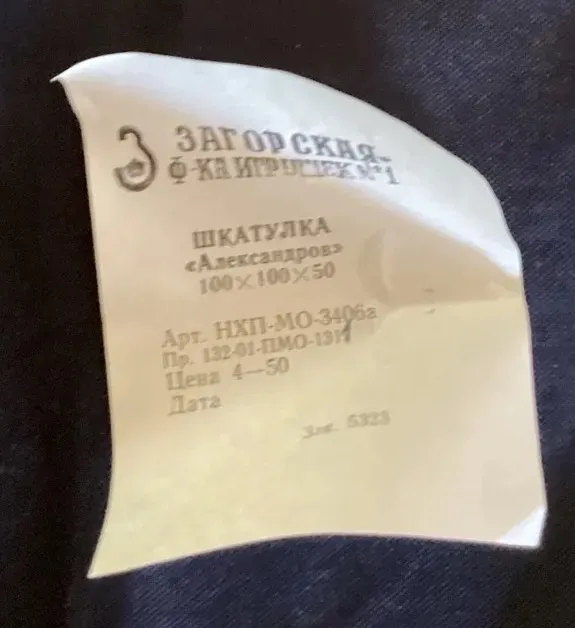 ЗАГОРСКАЯ
Ф-КА ИГРУШЕК №1
ШКАТУЛКА
«Александров»
100×100×50
Арт. НХП-МО-3406а
Пр. 132-01-ПМО-1311
Цена 4—50
Дата
Зак. 5323